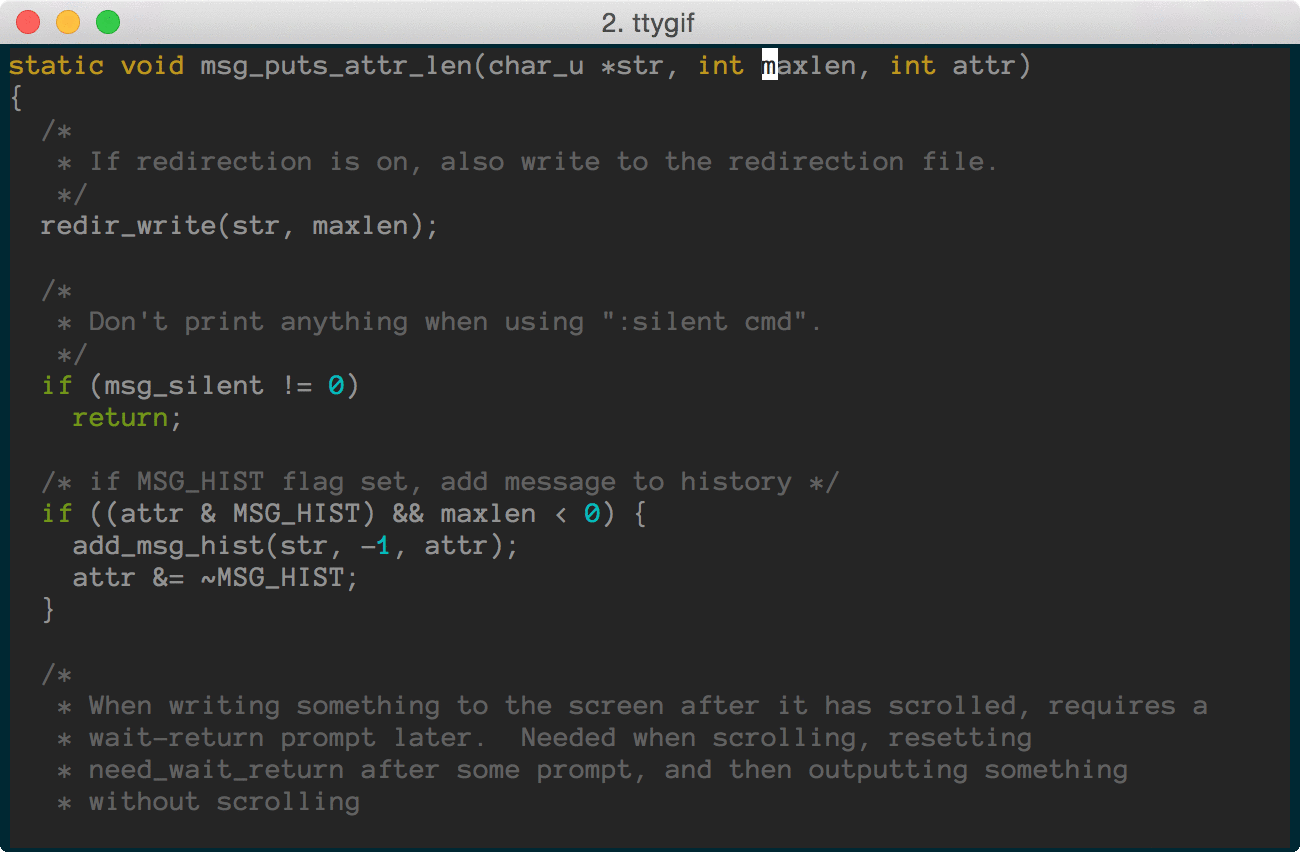 2. ttygif
static void msg_puts_attr_len(char_u *str, int maxlen, int attr)
{
  /*
   * If redirection is on, also write to the redirection file.
   */
  redir_write(str, maxlen);

  /*
   * Don't print anything when using ":silent cmd".
   */
  if (msg_silent != 0)
    return;

  /* if MSG_HIST flag set, add message to history */
  if ((attr & MSG_HIST) && maxlen < 0) {
    add_msg_hist(str, -1, attr);
    attr &= ~MSG_HIST;
  }

  /*
   * When writing something to the screen after it has scrolled, requires a
   * wait-return prompt later.  Needed when scrolling, resetting
   * need_wait_return after some prompt, and then outputting something
   * without scrolling